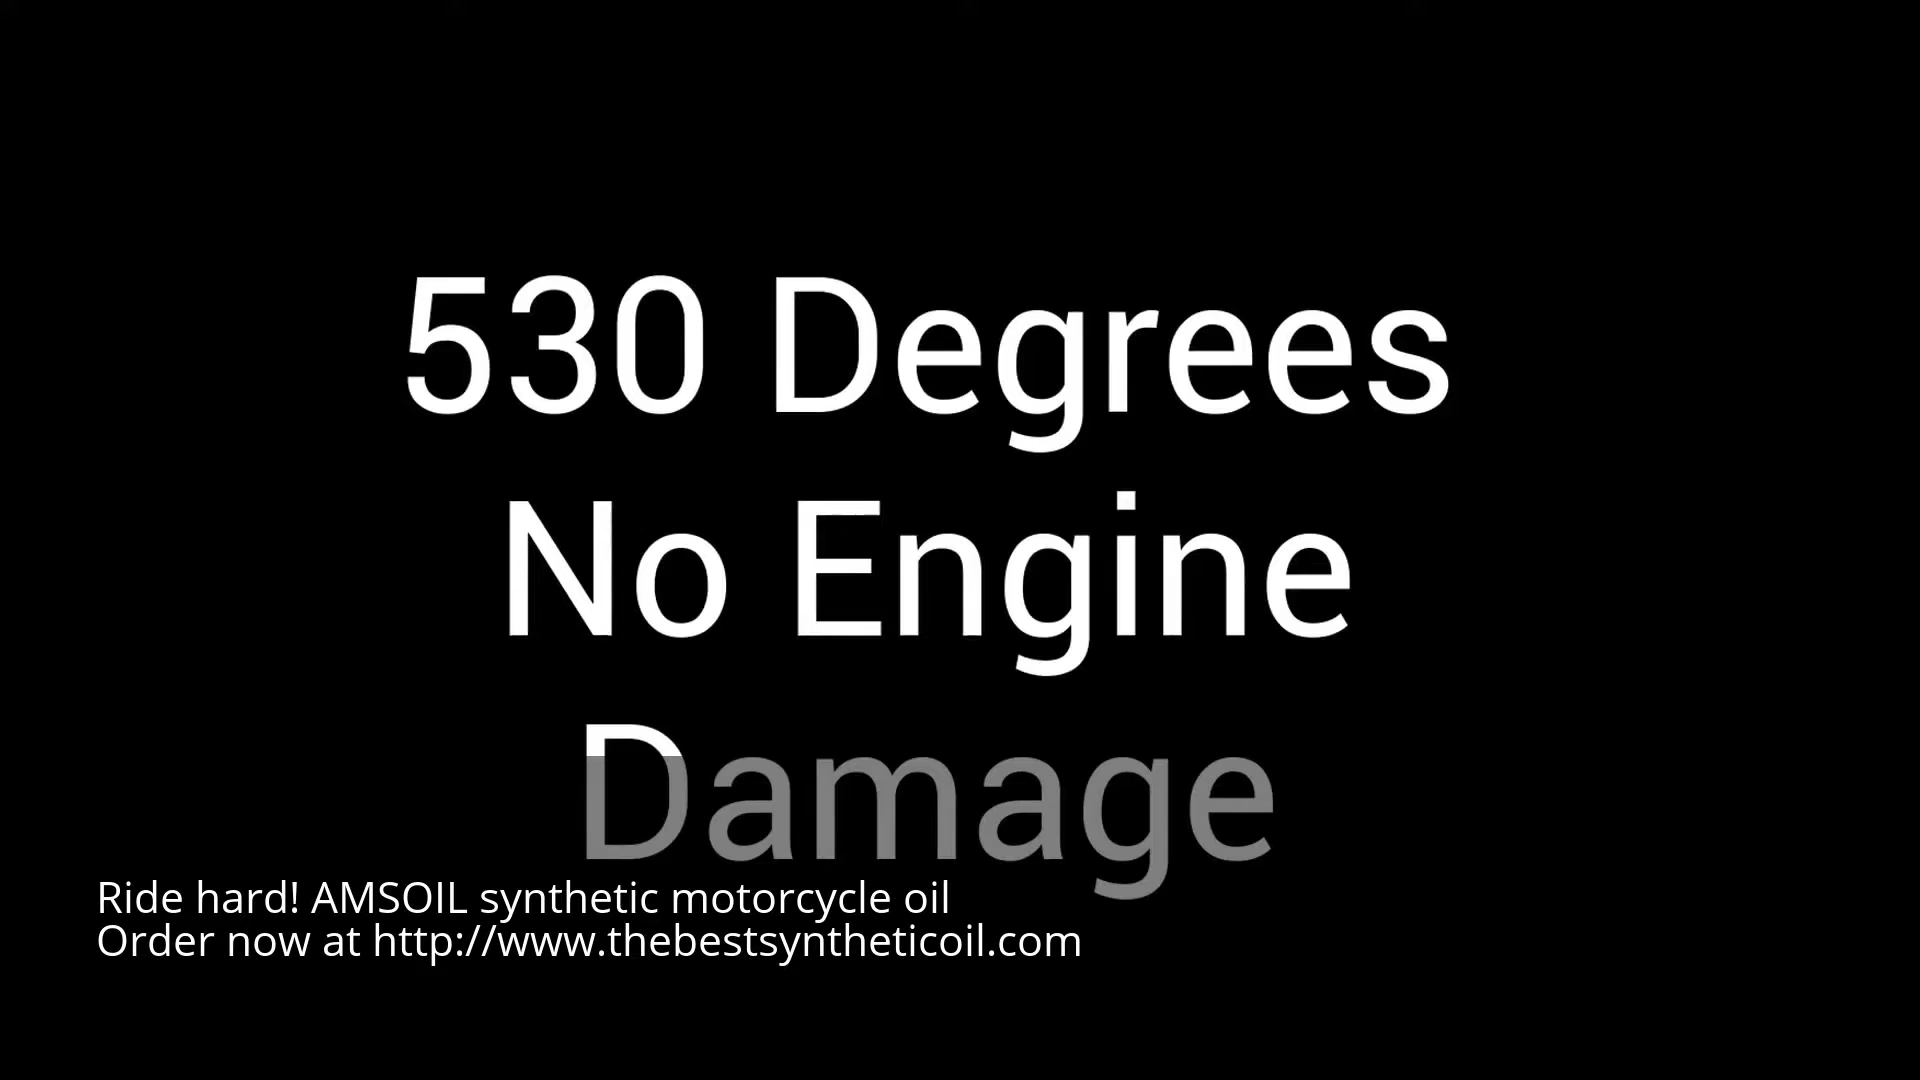 530 Degrees
No Engine
Damage
Ride hard! AMSOIL synthetic motorcycle oil
Order now at http://www.thebestsyntheticoil.com